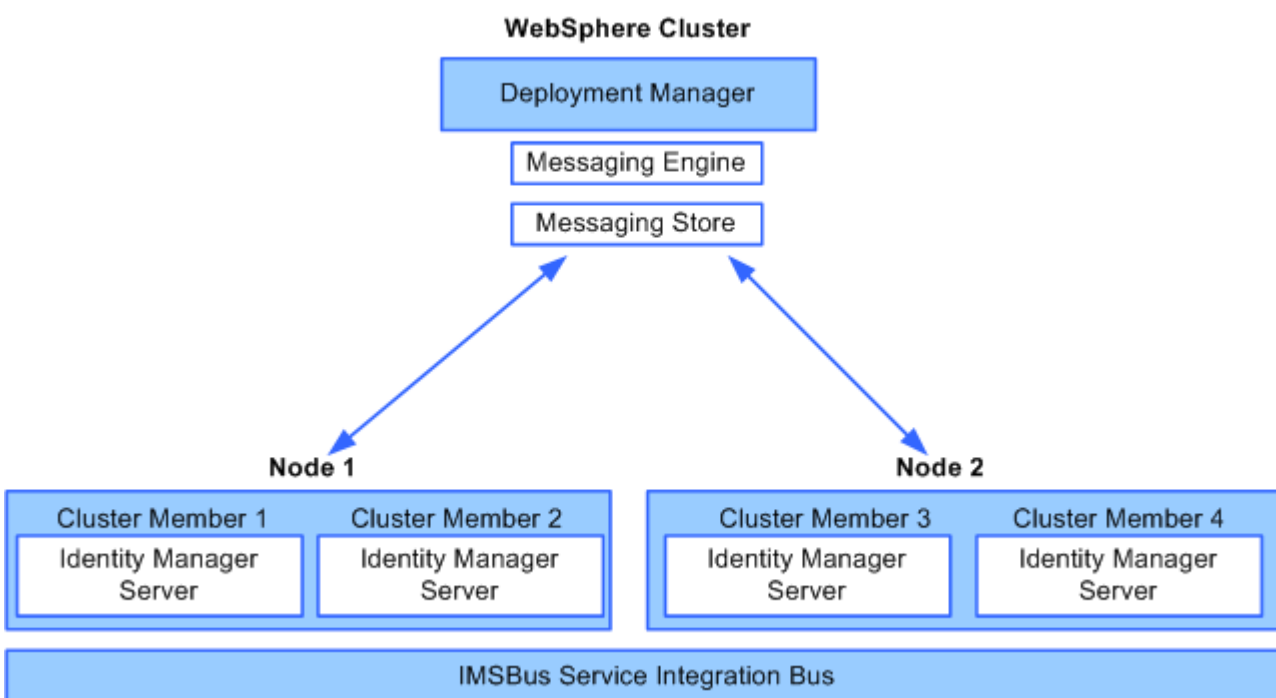 WebSphere Cluster
Deployment Manager
Messaging Engine
Messaging Store
Node 1
Node 2
Cluster Member 1
Cluster Member 2
Cluster Member 3
Cluster Member 4
Identity Manager
Server
Identity Manager
Server
Identity Manager
Server
Identity Manager
Server
IMSBus Service Integration Bus